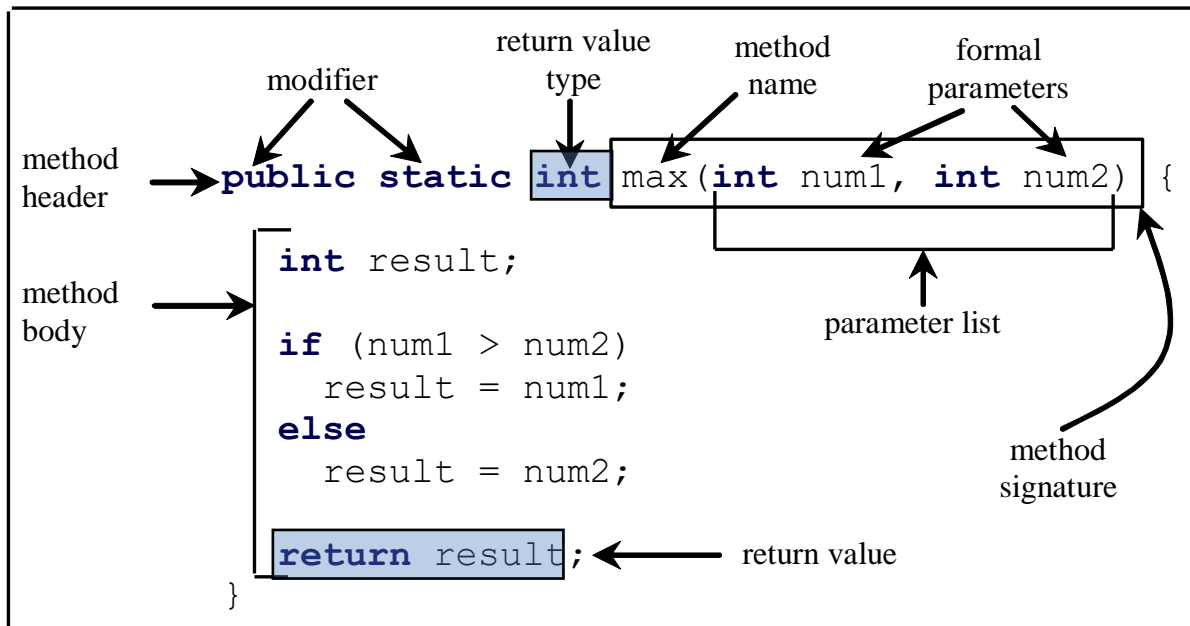 return value
type
method
name
formal
parameters
modifier
method
header
public static int max(int num1, int num2) {
int result;
method
body
parameter list
if (num1 > num2)
result = num1;
else
result = num2;
method
signature
return result;
return value
}